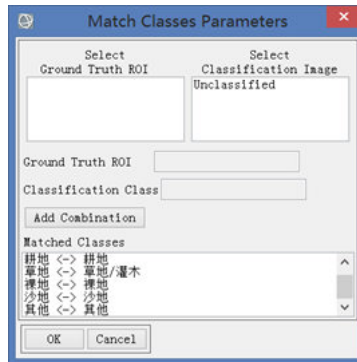 Match Classes Parameters
Select
Ground Truth ROI
Select
Classification Image
Unclassified
Ground Truth ROI
Classification Class
Add Combination
Matched Classes
耕地 <-> 耕地
草地 <-> 草地/灌木
裸地 <-> 裸地
沙地 <-> 沙地
其他 <-> 其他
OK
Cancel